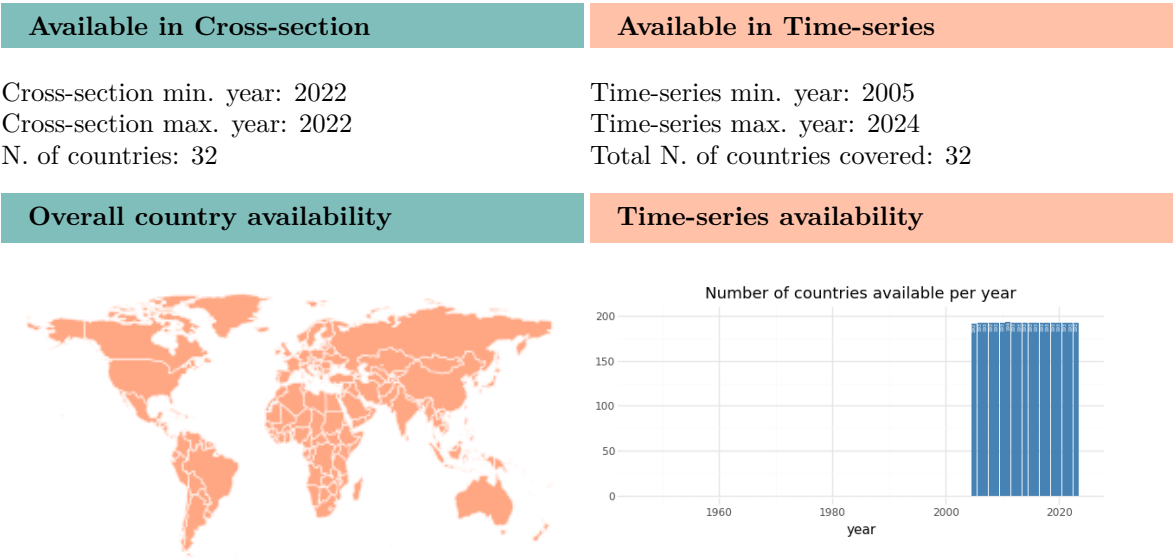 Available in Cross-section
Available in Time-series
Cross-section min. year: 2022
Cross-section max. year: 2022
N. of countries: 32
Time-series min. year: 2005
Time-series max. year: 2024
Total N. of countries covered: 32
Overall country availability
Time-series availability
Number of countries available per year
200
150
100
50
0
1960 1980 2000 2020
year